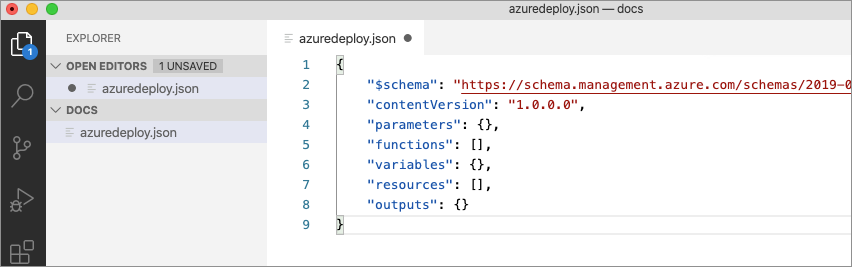 azuredeploy.json — docs
1
EXPLORER
OPEN EDITORS 1 UNSAVED
azuredeploy.json
DOCS
azuredeploy.json
azuredeploy.json
1 {
2 "$schema": "https://schema.management.azure.com/schemas/2019-0
3 "contentVersion": "1.0.0.0",
4 "parameters": {},
5 "functions": [],
6 "variables": {},
7 "resources": [],
8 "outputs": {}
9 }